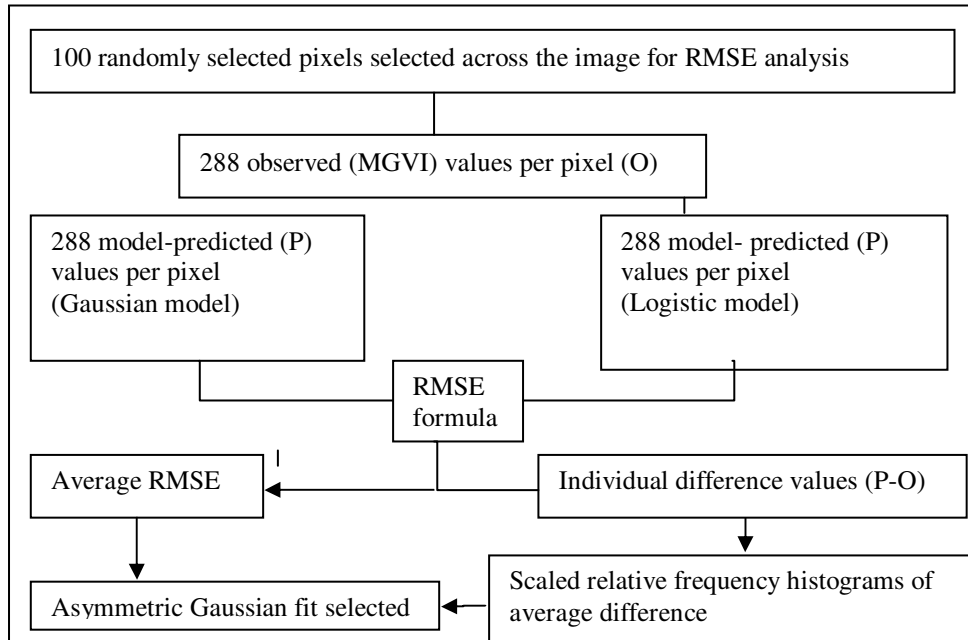 100 randomly selected pixels selected across the image for RMSE analysis
288 observed (MGVI) values per pixel (O)
288 model-predicted (P)
values per pixel
(Gaussian model)
288 model- predicted (P)
values per pixel
(Logistic model)
RMSE
formula
Average RMSE
Individual difference values (P-O)
Asymmetric Gaussian fit selected
Scaled relative frequency histograms of
average difference